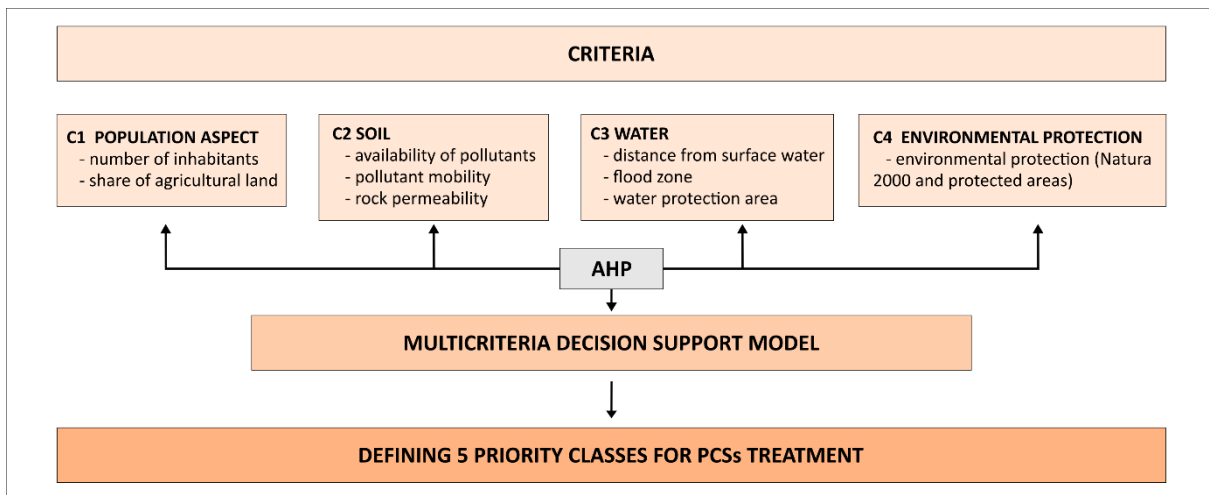 CRITERIA
C1 POPULATION ASPECT
- number of inhabitants
- share of agricultural land
C2 SOIL
- availability of pollutants
- pollutant mobility
- rock permeability
C3 WATER
- distance from surface water
- flood zone
- water protection area
C4 ENVIRONMENTAL PROTECTION
- environmental protection (Natura
2000 and protected areas)
AHP
MULTICRITERIA DECISION SUPPORT MODEL
DEFINING 5 PRIORITY CLASSES FOR PCSs TREATMENT